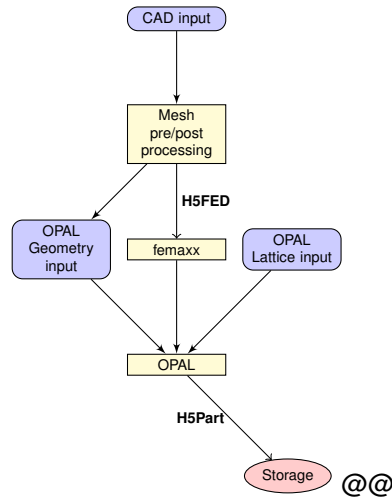 CAD input
Mesh
pre/post
processing
H5FED
OPAL
Geometry
input
femaxx
OPAL
Lattice input
OPAL
H5Part
Storage
@@